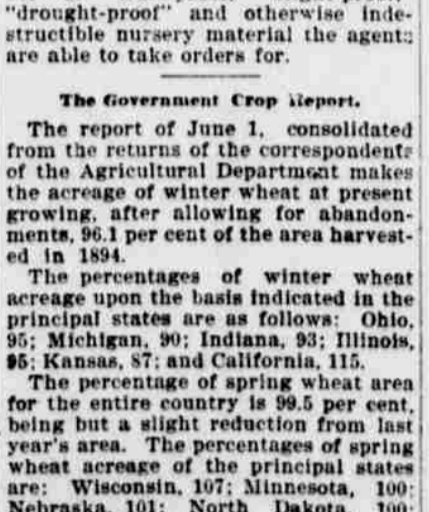 "drought-proof" and otherwise inde-
structible nursery material the agents
are able to take orders for.
The Government Crop Report.
The report of June 1, consolidated
from the returns of the correspondents
of the Agricultural Department makes
the acreage of winter wheat at present
growing, after allowing for abandon-
ments, 96.1 per cent of the area harvest-
ed in 1894.
The percentages of winter wheat
acreage upon the basis indicated in the
principal states are as follows: Ohio,
95; Michigan, 90; Indiana, 93; Illinois,
95; Kansas, 87; and California, 115.
The percentage of spring wheat area
for the entire country is 99.5 per cent,
being but a slight reduction from last
year's area. The percentages of spring
wheat acreage of the principal states
are: Wisconsin, 107; Minnesota, 100;
Nebraska, 101; North Dakota, 100;